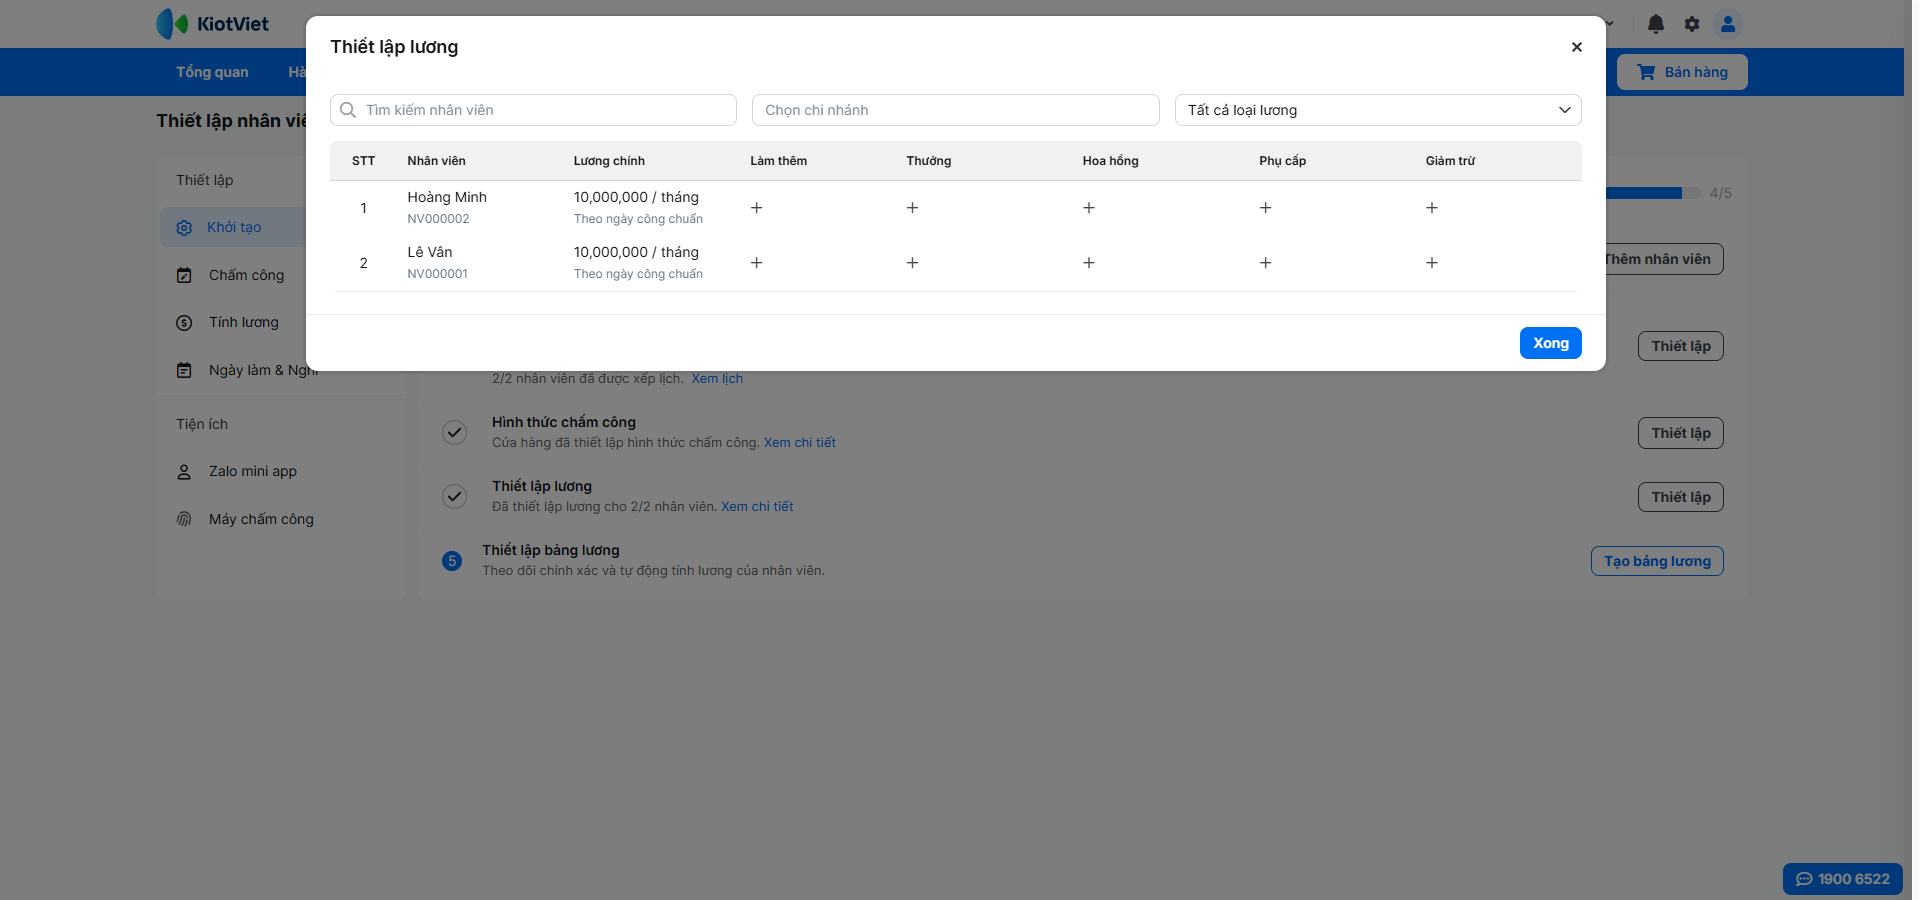 KiotViet
Tổng quan
Bán hàng
Thiết lập nhân
Thiết lập
Khởi tạo
Chấm công
Tính lương
Ngày làm &
Tiện ích
Zalo mini app
Máy chấm công
Thiết lập lương
Tìm kiếm nhân viên
Chọn chi nhánh
Tất cả loại lương
STT Nhân viên Lương chính Làm thêm Thưởng Hoa hồng Phụ cấp Giảm trừ
1 Hoàng Minh 10,000,000 / tháng + + + + +
NV000002 Theo ngày công chuẩn
2 Lê Vân 10,000,000 / tháng + + + + +
NV000001 Theo ngày công chuẩn
Xong
4/5
Thêm nhân viên
Thiết lập
2/2 nhân viên đã được xếp lịch. Xem lịch
Hình thức chấm công
Cửa hàng đã thiết lập hình thức chấm công. Xem chi tiết
Thiết lập
Thiết lập lương
Đã thiết lập lương cho 2/2 nhân viên. Xem chi tiết
Thiết lập
5 Thiết lập bảng lương
Theo dõi chính xác và tự động tính lương của nhân viên.
Tạo bảng lương
1900 6522